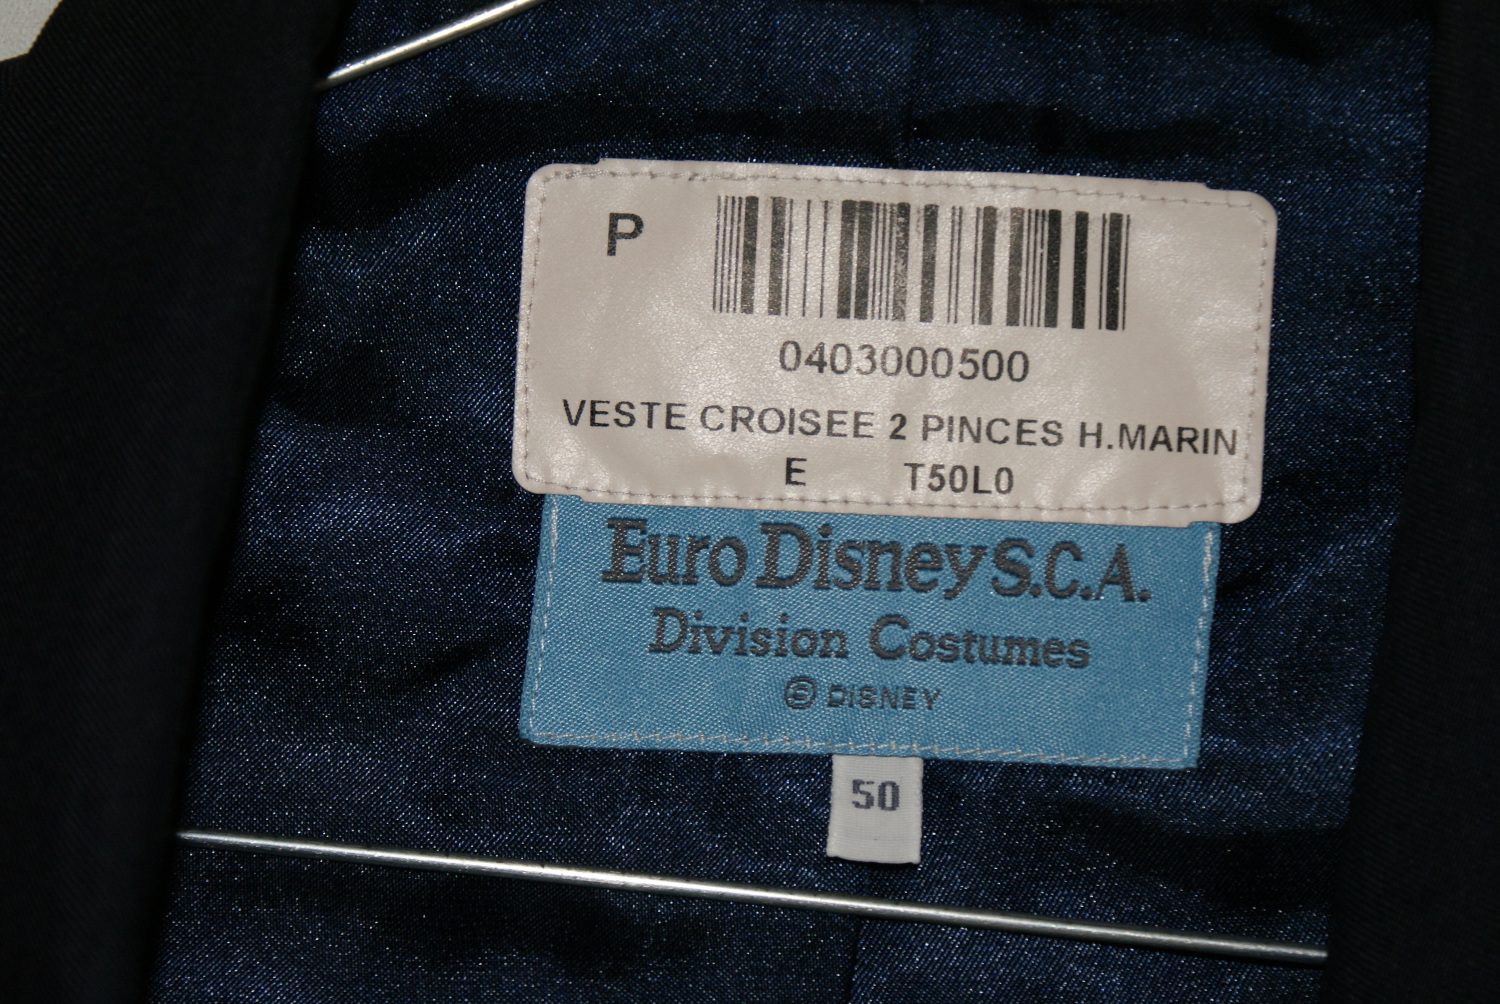 P
0403000500
VESTE CROISEE 2 PINCES H.MARIN
E T50L0
Euro Disney S.C.A.
Division Costumes
© DISNEY
50